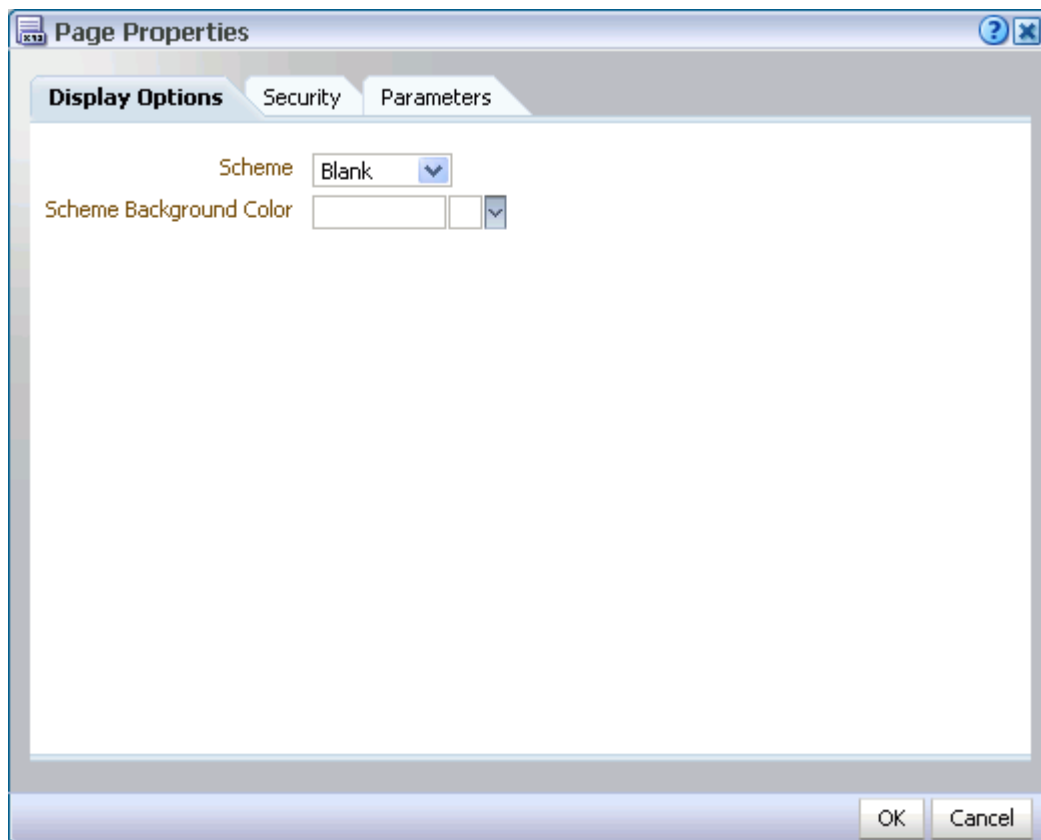 Page Properties
Display Options Security Parameters
Scheme Blank
Scheme Background Color
OK Cancel